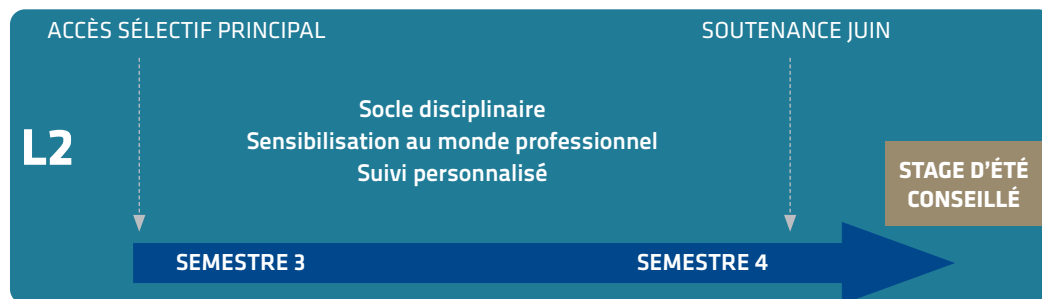 ACCÈS SÉLECTIF PRINCIPAL
SOUTENANCE JUIN
Socle disciplinaire
Sensibilisation au monde professionnel
Suivi personnalisé
L2
STAGE D'ÉTÉ
CONSEILLÉ
SEMESTRE 3
SEMESTRE 4